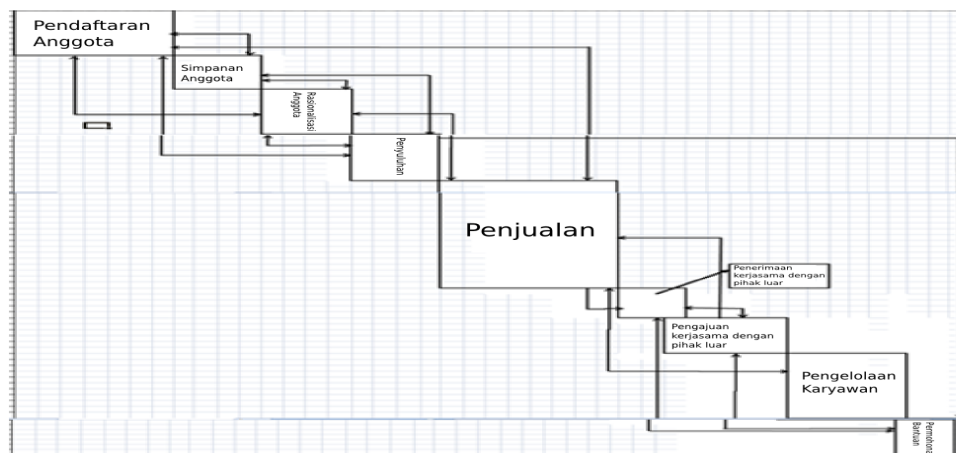 Pendaftaran
Anggota
Simpanan
Anggota
Rasionalisasi
Anggota
Penyuluhan
Penjualan
Penerimaan
kerjasama dengan
pihak luar
Pengajuan
kerjasama dengan
pihak luar
Pengelolaan
Karyawan
Permohona
Bantuan